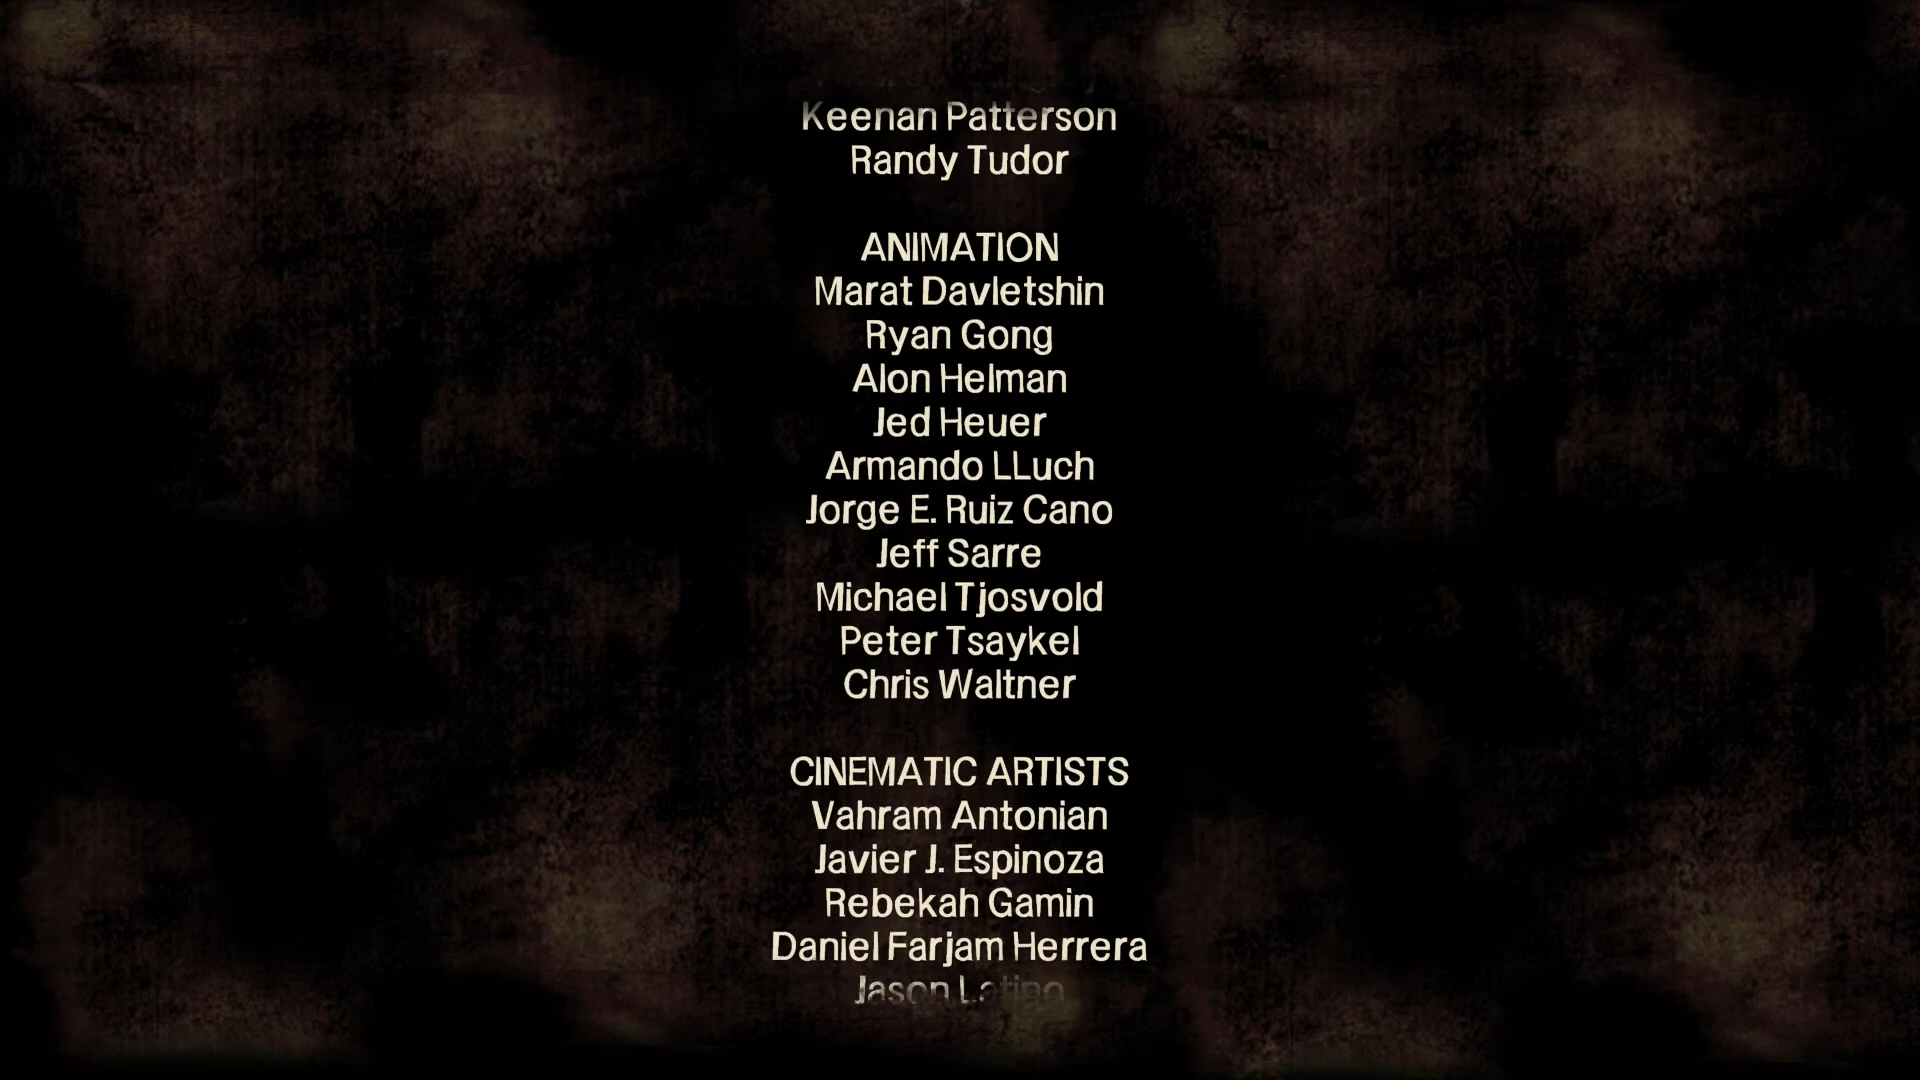 Keenan Patterson
Randy Tudor
ANIMATION
Marat Davletshin
Ryan Gong
Alon Helman
Jed Heuer
Armando LLuch
Jorge E. Ruiz Cano
Jeff Sarre
Michael Tjosvold
Peter Tsaykel
Chris Waltner
CINEMATIC ARTISTS
Vahram Antonian
Javier J. Espinoza
Rebekah Gamin
Daniel Farjam Herrera
Jason Latino